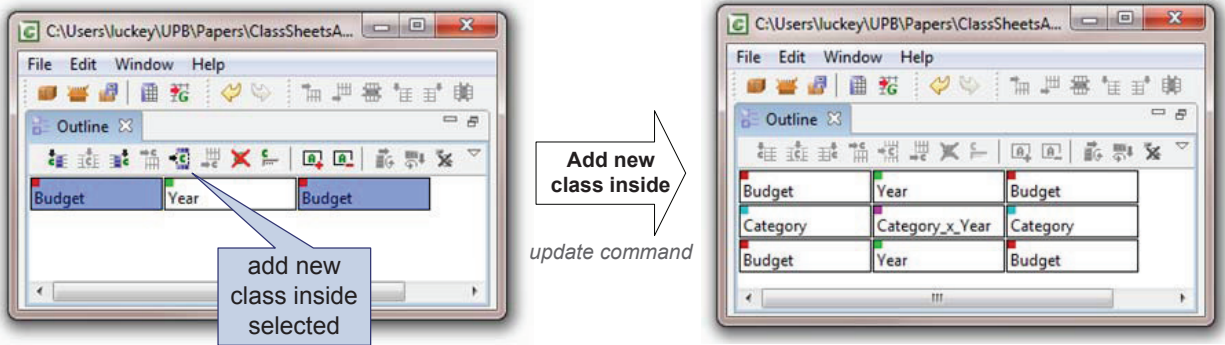 C:\Users\luckey\UPB\Papers\ClassSheetsA...
File Edit Window Help
Outline
Budget Year Budget
add new
class inside
selected
Add new
class inside
update command
C:\Users\luckey\UPB\Papers\ClassSheetsA...
File Edit Window Help
Outline
Budget Year Budget
Category Category_x_Year Category
Budget Year Budget